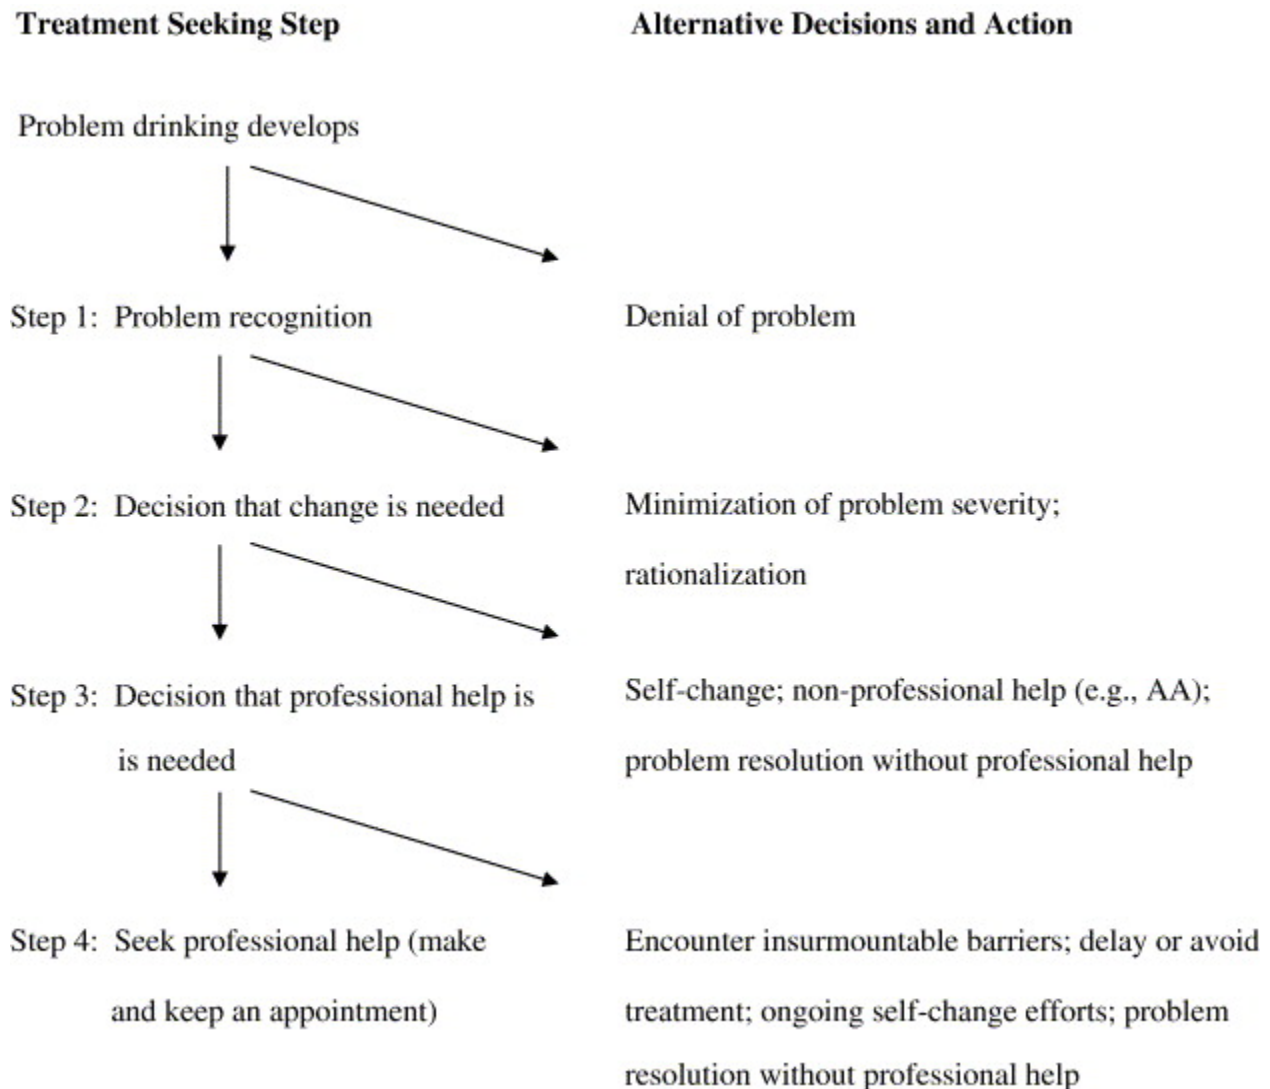 Treatment Seeking Step
Alternative Decisions and Action
Problem drinking develops
Step 1: Problem recognition
Denial of problem
Step 2: Decision that change is needed
Minimization of problem severity;
rationalization
Step 3: Decision that professional help is
is needed
Self-change; non-professional help (e.g., AA);
problem resolution without professional help
Step 4: Seek professional help (make
and keep an appointment)
Encounter insurmountable barriers; delay or avoid
treatment; ongoing self-change efforts; problem
resolution without professional help